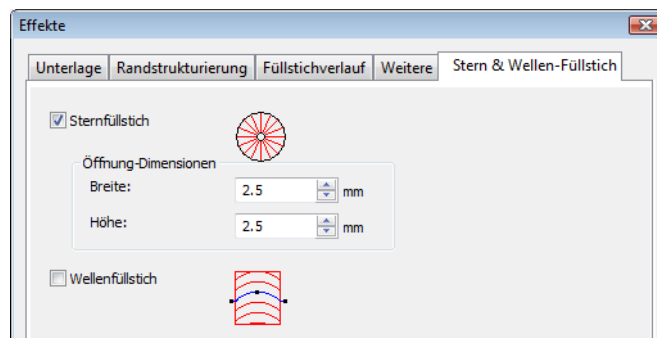 Effekte
Unterlage Randstrukturierung Füllstichverlauf Weitere Stern & Wellen-Füllstich
Sternfüllstich
Öffnung-Dimensionen
Breite: 2.5 mm
Höhe: 2.5 mm
Wellenfüllstich